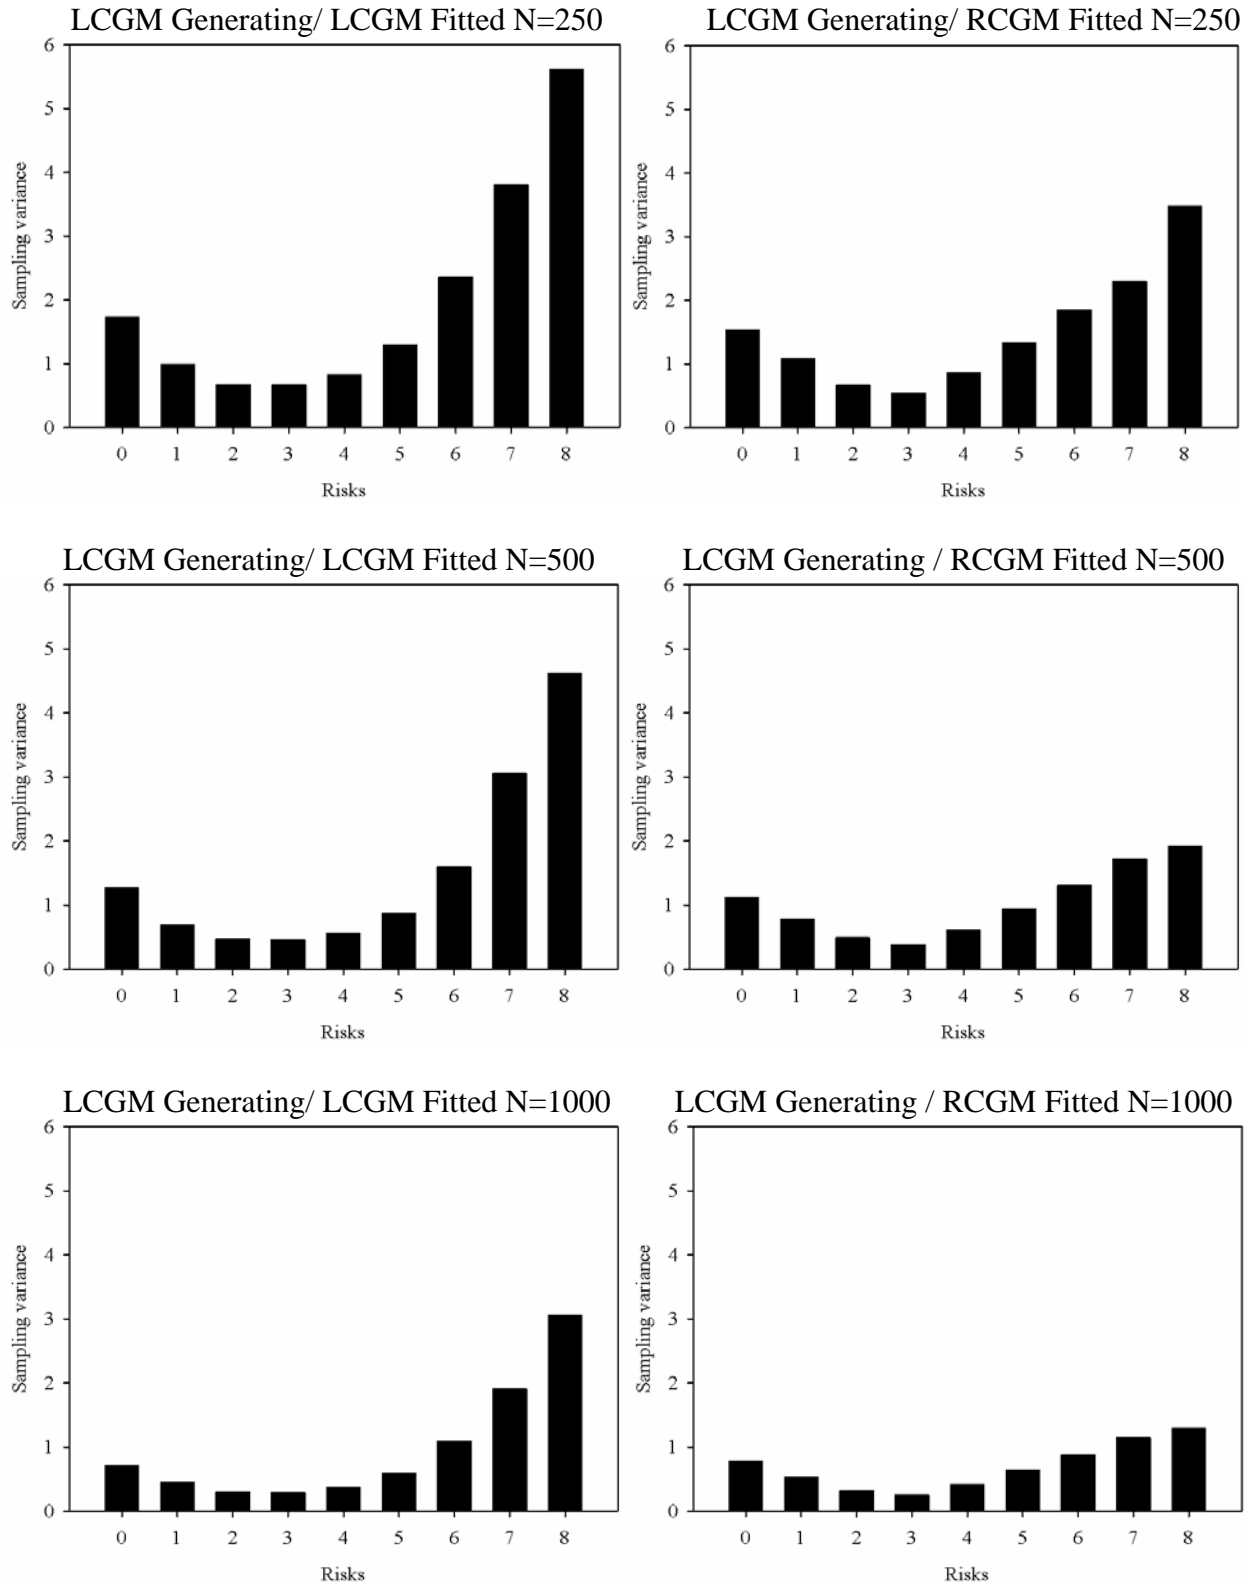 LCGM Generating/ LCGM Fitted N=250
6
5
4
3
2
1
0
Sampling variance
0 1 2 3 4 5 6 7 8
Risks
LCGM Generating/ RCGM Fitted N=250
6
5
4
3
2
1
0
Sampling variance
0 1 2 3 4 5 6 7 8
Risks
LCGM Generating/ LCGM Fitted N=500
6
5
4
3
2
1
0
Sampling variance
0 1 2 3 4 5 6 7 8
Risks
LCGM Generating / RCGM Fitted N=500
6
5
4
3
2
1
0
Sampling variance
0 1 2 3 4 5 6 7 8
Risks
LCGM Generating/ LCGM Fitted N=1000
6
5
4
3
2
1
0
Sampling variance
0 1 2 3 4 5 6 7 8
Risks
LCGM Generating / RCGM Fitted N=1000
6
5
4
3
2
1
0
Sampling variance
0 1 2 3 4 5 6 7 8
Risks